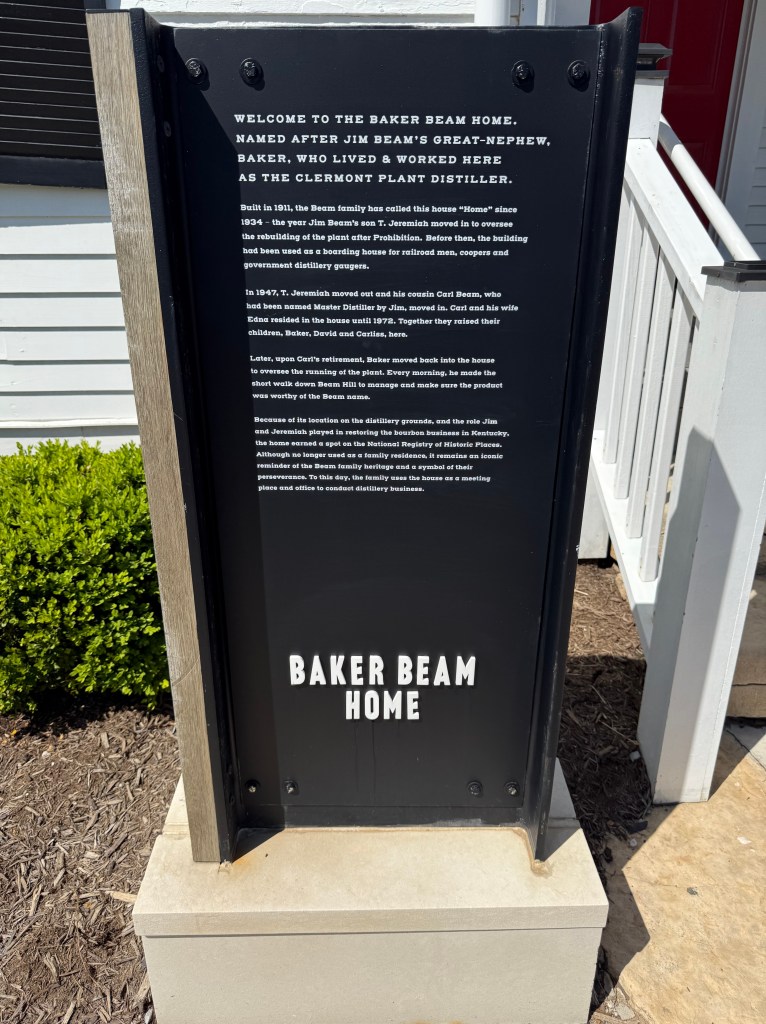 WELCOME TO THE BAKER BEAM HOME.
NAMED AFTER JIM BEAM'S GREAT-NEPHEW,
BAKER, WHO LIVED & WORKED HERE
AS THE CLERMONT PLANT DISTILLER.
Built in 1911, the Beam family has called this house "Home" since
1934 – the year Jim Beam's son T. Jeremiah moved in to oversee
the rebuilding of the plant after Prohibition. Before then, the building
had been used as a boarding house for railroad men, coopers and
government distillery gaugers.
In 1947, T. Jeremiah moved out and his cousin Carl Beam, who
had been named Master Distiller by Jim, moved in. Carl and his wife
Edna resided in the house until 1972. Together they raised their
children, Baker, David and Carliss, here.
Later, upon Carl's retirement, Baker moved back into the house
to oversee the running of the plant. Every morning, he made the
short walk down Beam Hill to manage and make sure the product
was worthy of the Beam name.
Because of its location on the distillery grounds, and the role Jim
and Jeremiah played in restoring the bourbon business in Kentucky,
the home earned a spot on the National Registry of Historic Places.
Although no longer used as a family residence, it remains an iconic
reminder of the Beam family heritage and a symbol of their
perseverance. To this day, the family uses the house as a meeting
place and office to conduct distillery business.
BAKER BEAM
HOME